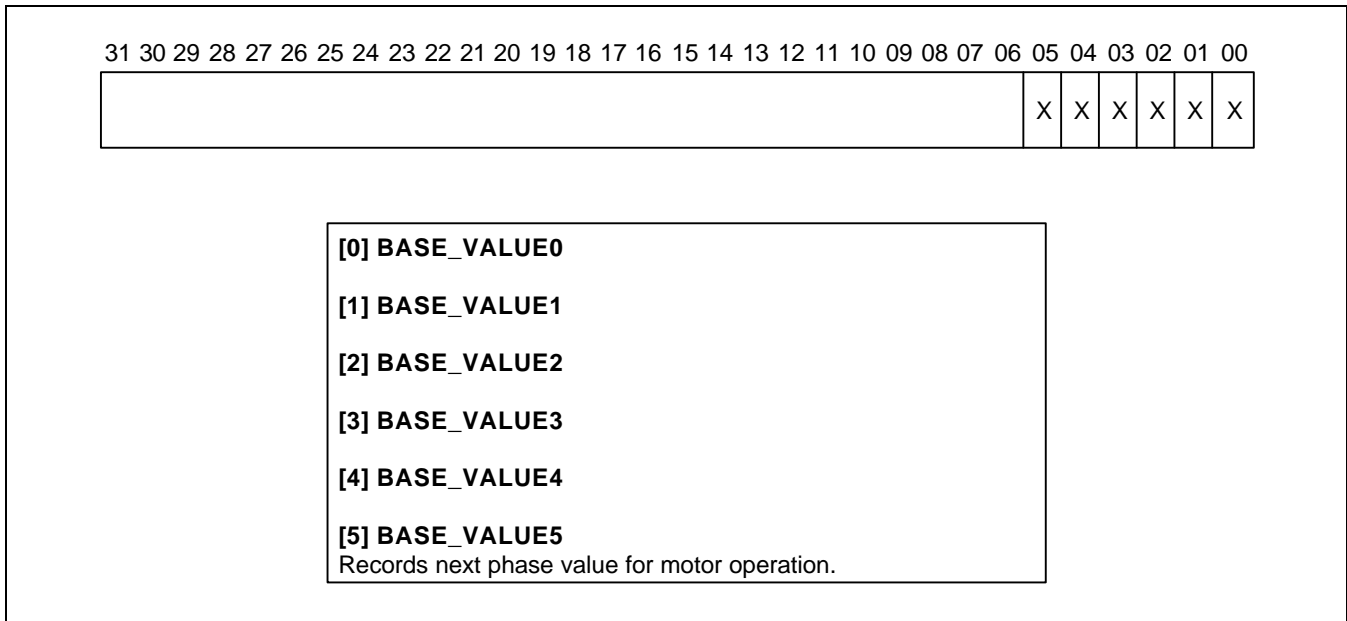 31 30 29 28 27 26 25 24 23 22 21 20 19 18 17 16 15 14 13 12 11 10 09 08 07 06 05 04 03 02 01 00
X X X X X X
[0] BASE_VALUE0
[1] BASE_VALUE1
[2] BASE_VALUE2
[3] BASE_VALUE3
[4] BASE_VALUE4
[5] BASE_VALUE5
Records next phase value for motor operation.